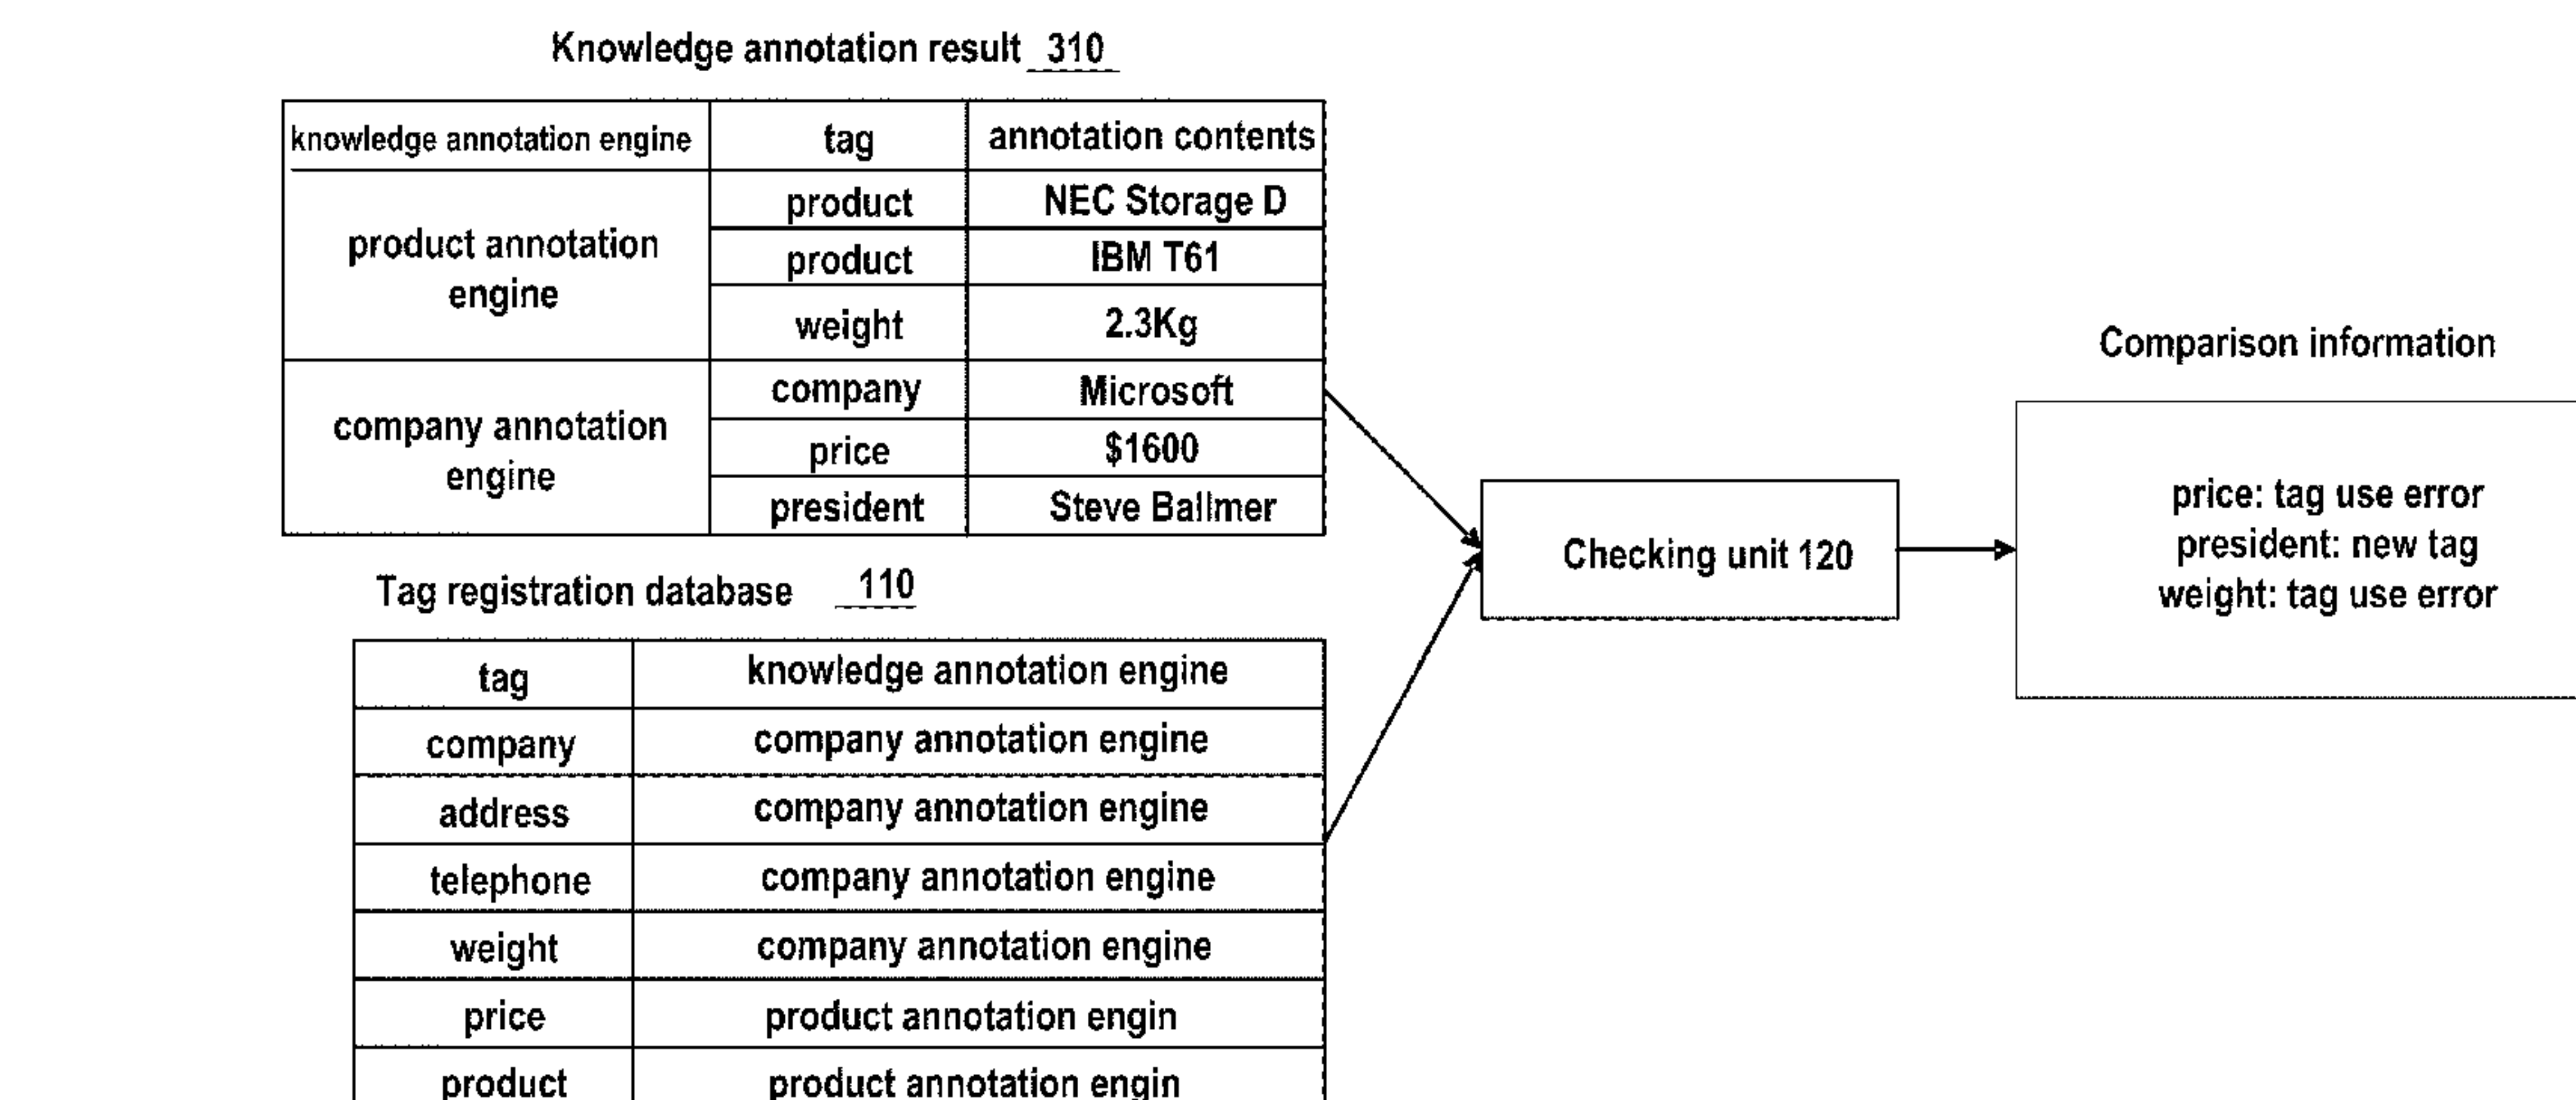 Knowledge annotation result 310
knowledge annotation engine tag annotation contents
product annotation
engine
product NEC Storage D
product IBM T61
weight 2.3Kg
company annotation
engine
company Microsoft
price $1600
president Steve Ballmer
Tag registration database 110
tag knowledge annotation engine
company company annotation engine
address company annotation engine
telephone company annotation engine
weight company annotation engine
price product annotation engin
product product annotation engin
Checking unit 120
Comparison information
price: tag use error
president: new tag
weight: tag use error